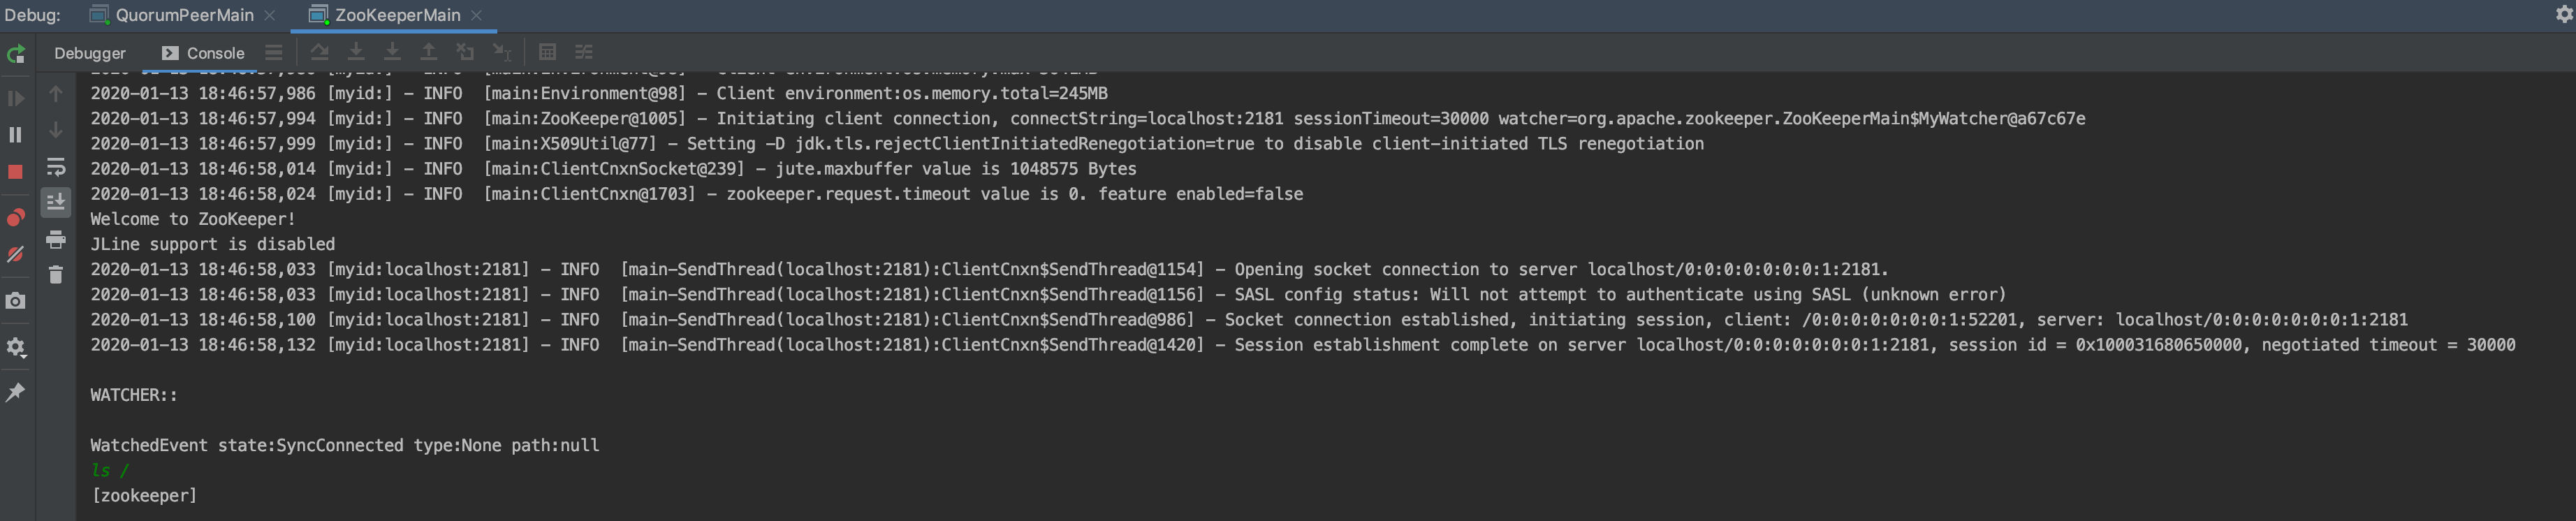 Debug: QuorumPeerMain ZooKeeperMain
Debugger Console
2020-01-13 18:46:57,986 [myid:] - INFO  [main:Environment@98] - Client environment:os.memory.total=245MB
2020-01-13 18:46:57,994 [myid:] - INFO  [main:ZooKeeper@1005] - Initiating client connection, connectString=localhost:2181 sessionTimeout=30000 watcher=org.apache.zookeeper.ZooKeeperMain$MyWatcher@a67c67e
2020-01-13 18:46:57,999 [myid:] - INFO  [main:X509Util@77] - Setting -D jdk.tls.rejectClientInitiatedRenegotiation=true to disable client-initiated TLS renegotiation
2020-01-13 18:46:58,014 [myid:] - INFO  [main:ClientCnxnSocket@239] - jute.maxbuffer value is 1048575 Bytes
2020-01-13 18:46:58,024 [myid:] - INFO  [main:ClientCnxn@1703] - zookeeper.request.timeout value is 0. feature enabled=false
Welcome to ZooKeeper!
JLine support is disabled
2020-01-13 18:46:58,033 [myid:localhost:2181] - INFO  [main-SendThread(localhost:2181):ClientCnxn$SendThread@1154] - Opening socket connection to server localhost/0:0:0:0:0:0:0:1:2181.
2020-01-13 18:46:58,033 [myid:localhost:2181] - INFO  [main-SendThread(localhost:2181):ClientCnxn$SendThread@1156] - SASL config status: Will not attempt to authenticate using SASL (unknown error)
2020-01-13 18:46:58,100 [myid:localhost:2181] - INFO  [main-SendThread(localhost:2181):ClientCnxn$SendThread@986] - Socket connection established, initiating session, client: /0:0:0:0:0:0:0:1:52201, server: localhost/0:0:0:0:0:0:0:1:2181
2020-01-13 18:46:58,132 [myid:localhost:2181] - INFO  [main-SendThread(localhost:2181):ClientCnxn$SendThread@1420] - Session establishment complete on server localhost/0:0:0:0:0:0:0:1:2181, session id = 0x100031680650000, negotiated timeout = 30000
WATCHER::
WatchedEvent state:SyncConnected type:None path:null
ls /
[zookeeper]